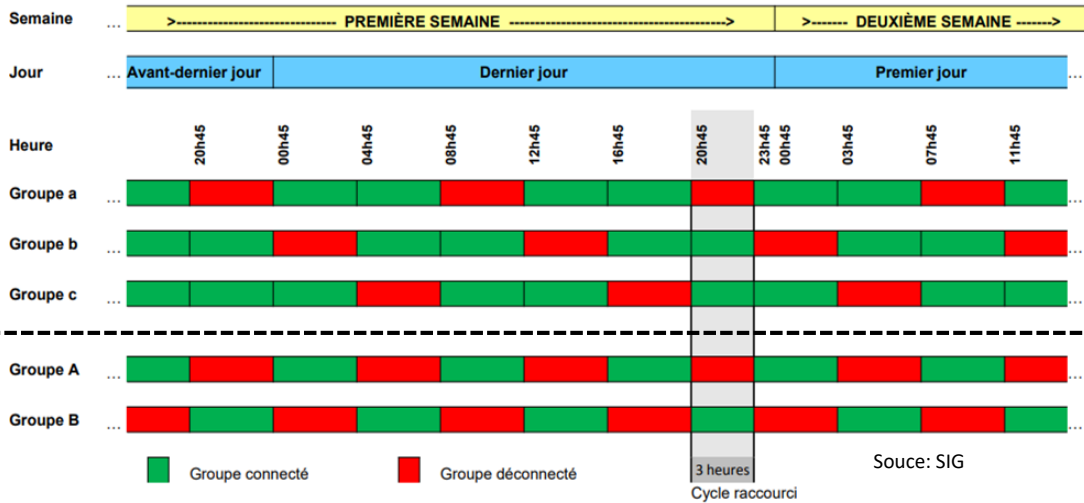 Semaine ... >------------------------------ PREMIÈRE SEMAINE ----------------------------------------> >------- DEUXIÈME SEMAINE ------->
Jour ... Avant-dernier jour Dernier jour Premier jour ...
Heure 20h45 00h45 04h45 08h45 12h45 16h45 20h45 23h45 00h45 03h45 07h45 11h45
Groupe a ... ...
Groupe b ... ...
Groupe c ... ...
Groupe A ... ...
Groupe B ... ...
Groupe connecté Groupe déconnecté 3 heures Souce: SIG
Cycle raccourci